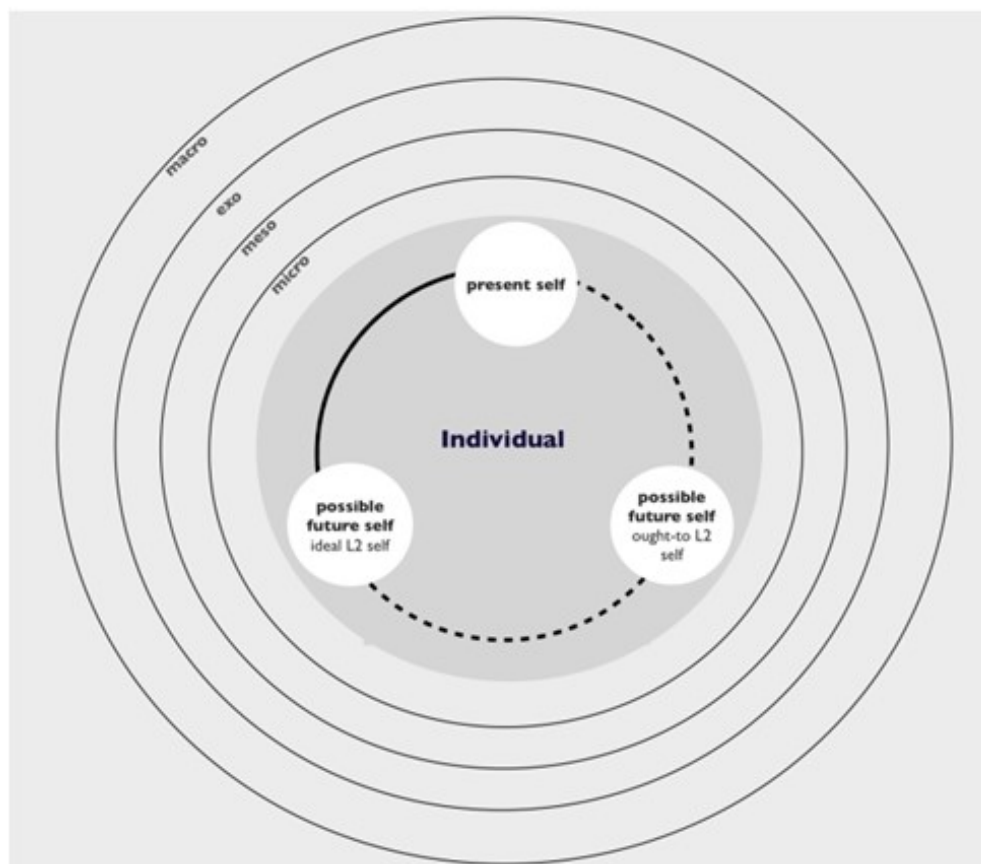 macro
exo
meso
micro
present self
Individual
possible
future self
ideal L2 self
possible
future self
ought-to L2
self